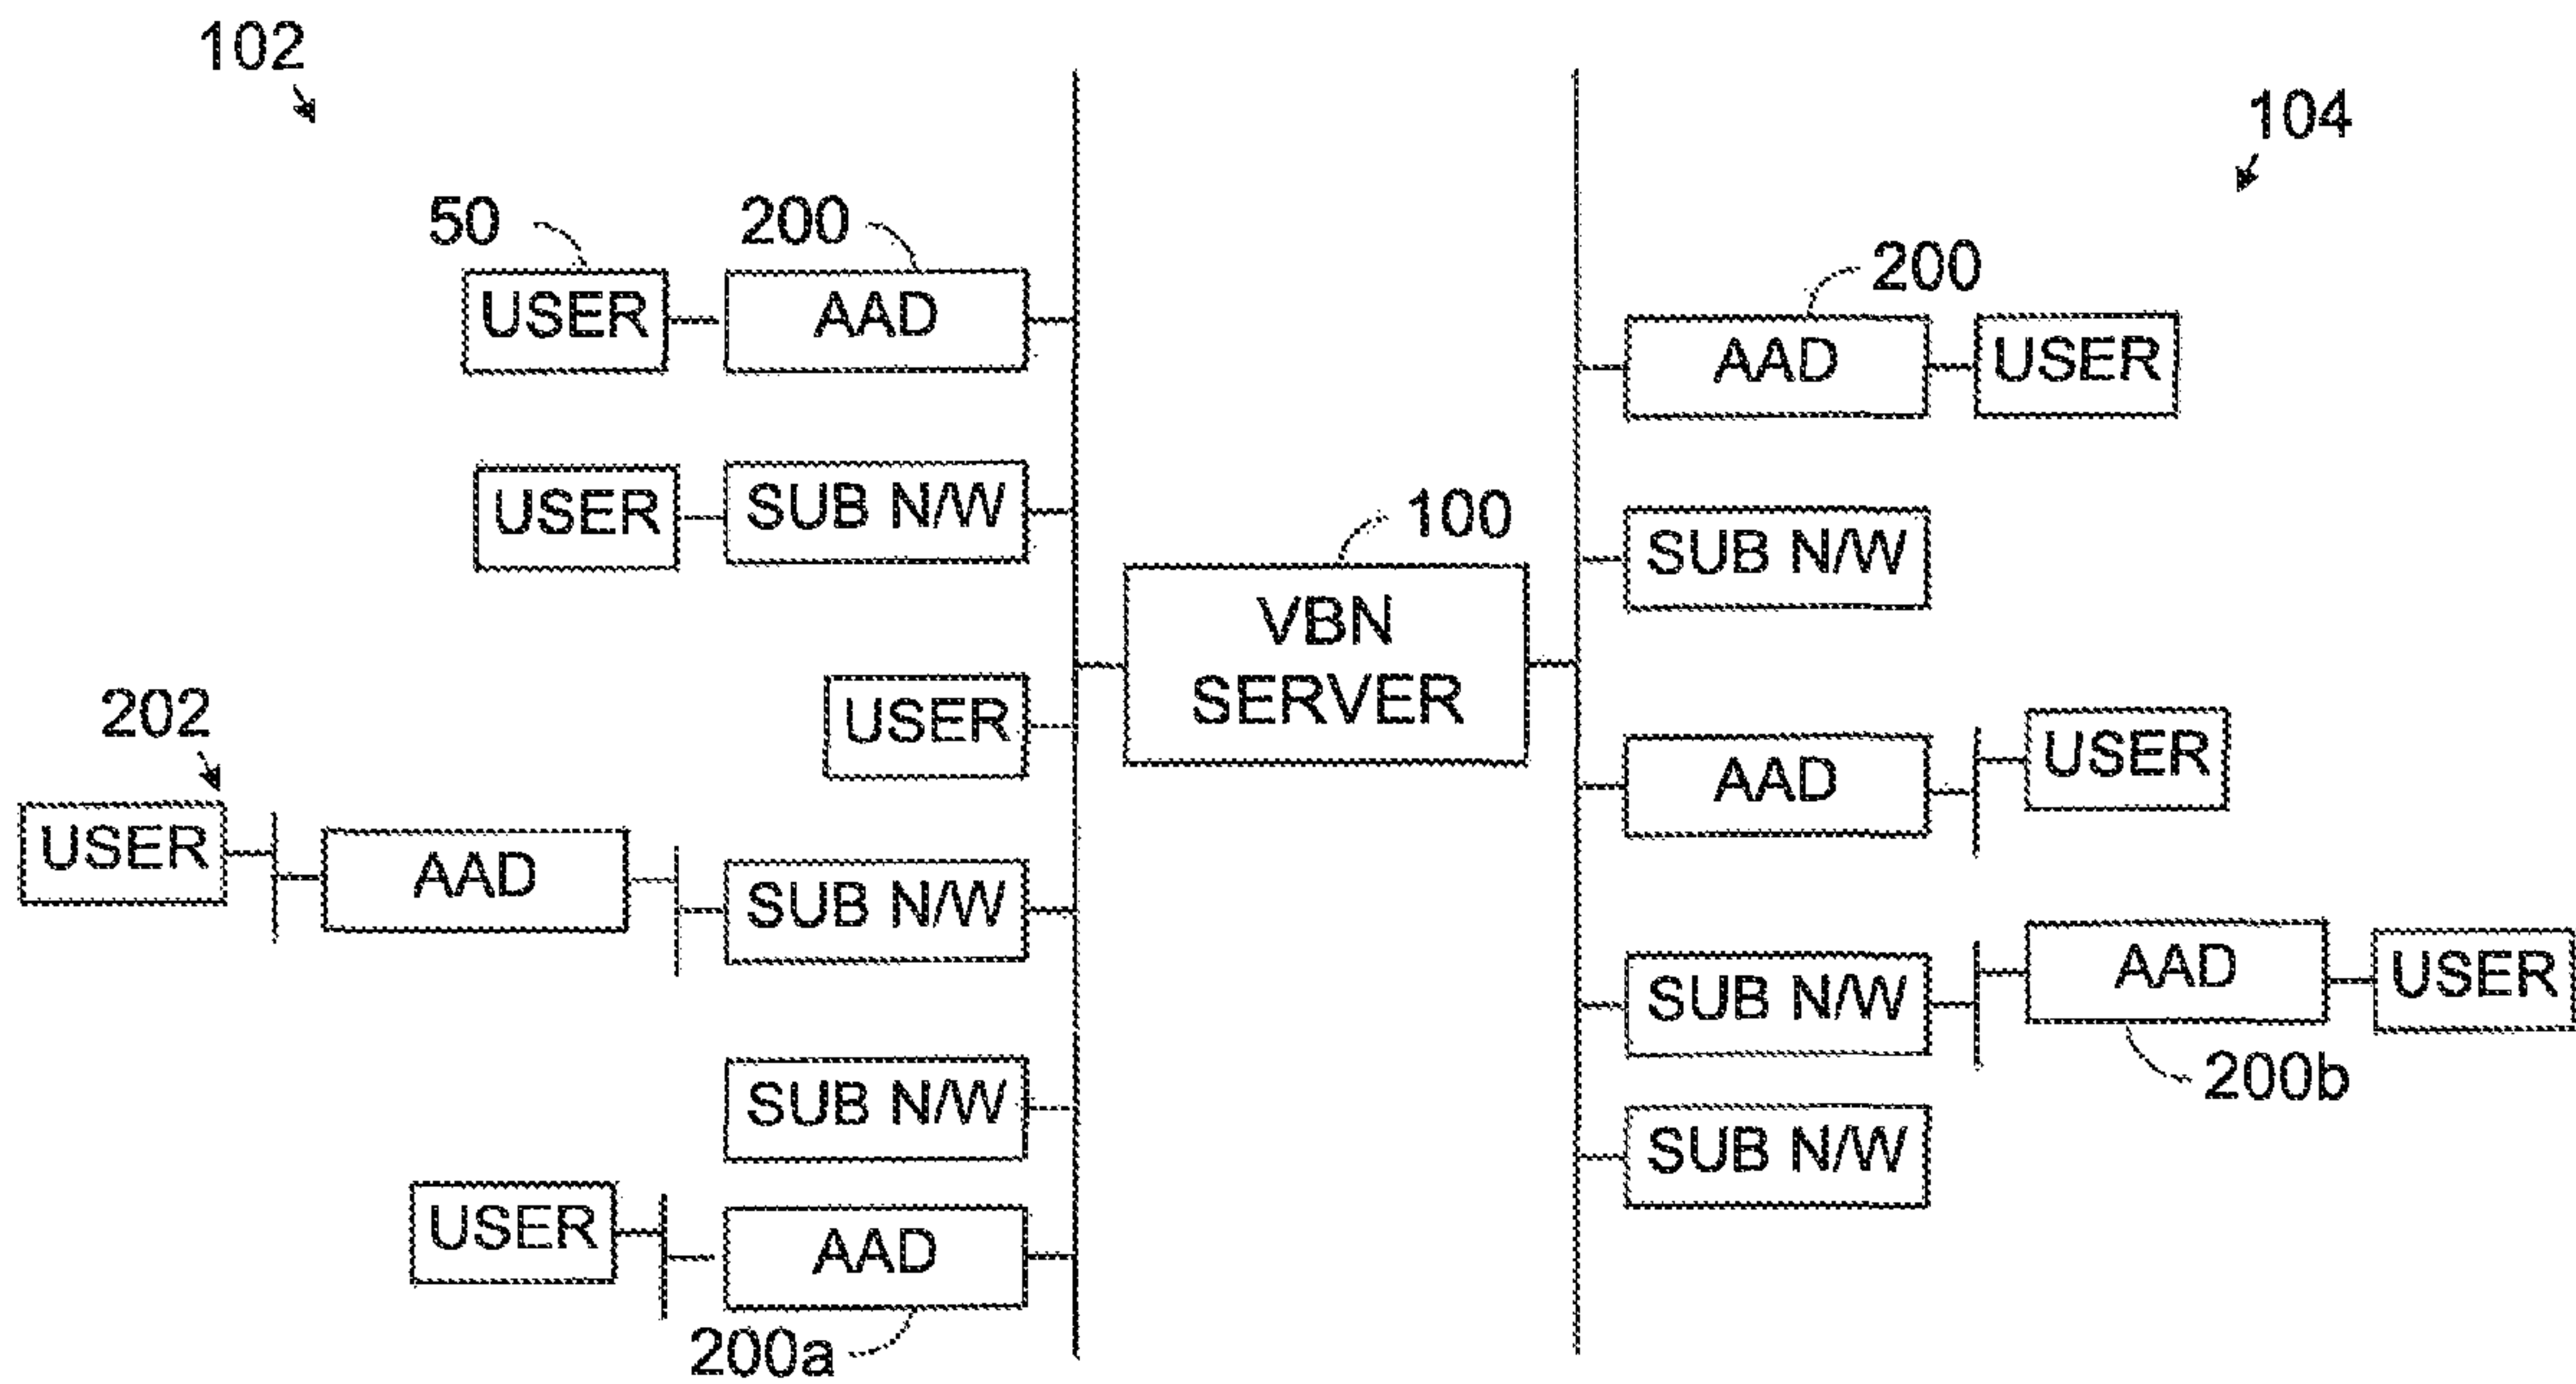 102
104
50
200
200
USER
AAD
AAD
USER
USER
SUB N/W
100
SUB N/W
VBN
SERVER
202
USER
USER
AAD
USER
AAD
SUB N/W
SUB N/W
AAD
USER
200b
SUB N/W
SUB N/W
USER
AAD
200a